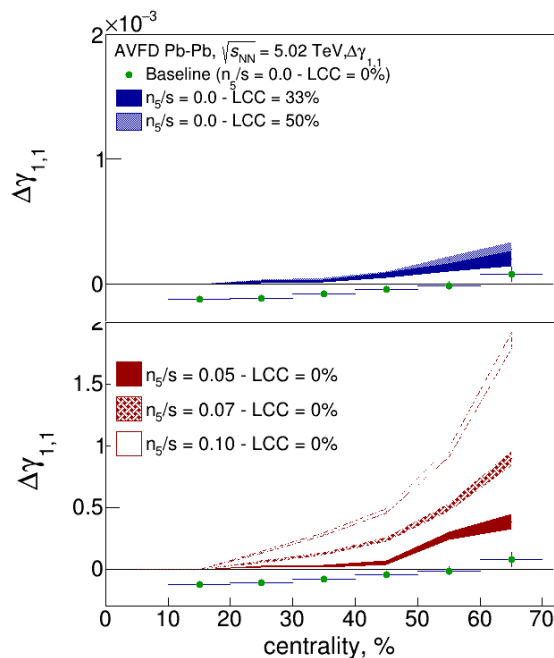 2 ×10⁻³
AVFD Pb-Pb, √s_NN = 5.02 TeV,Δγ₁,₁
Baseline (n₅/s = 0.0 - LCC = 0%)
n₅/s = 0.0 - LCC = 33%
n₅/s = 0.0 - LCC = 50%
1
Δγ₁,₁
0
2
n₅/s = 0.05 - LCC = 0%
1.5
n₅/s = 0.07 - LCC = 0%
n₅/s = 0.10 - LCC = 0%
1
Δγ₁,₁
0.5
0
0 10 20 30 40 50 60 70
centrality, %